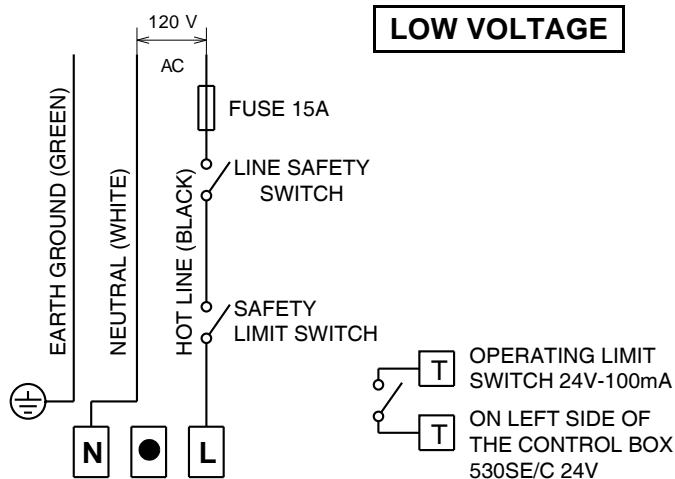 120 V
AC
LOW VOLTAGE
EARTH GROUND (GREEN)
NEUTRAL (WHITE)
HOT LINE (BLACK)
FUSE 15A
LINE SAFETY
SWITCH
SAFETY
LIMIT SWITCH
N
L
T
OPERATING LIMIT
SWITCH 24V-100mA
T
ON LEFT SIDE OF
THE CONTROL BOX
530SE/C 24V